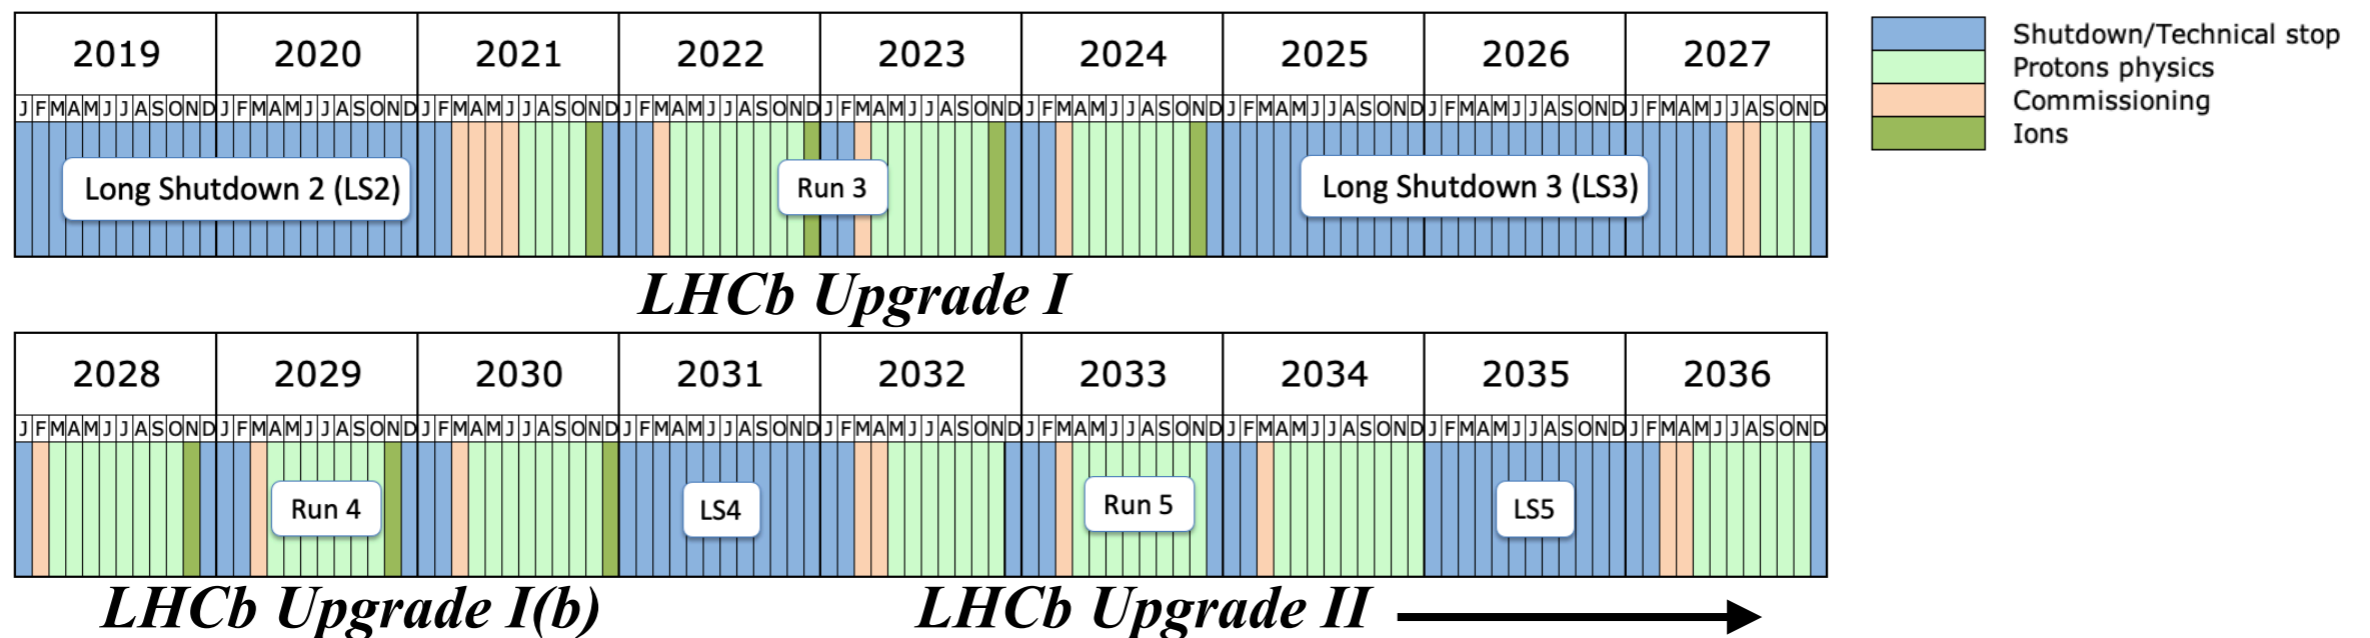 2019 2020 2021 2022 2023 2024 2025 2026 2027
J F M A M J J A S O N D J F M A M J J A S O N D J F M A M J J A S O N D J F M A M J J A S O N D J F M A M J J A S O N D J F M A M J J A S O N D J F M A M J J A S O N D J F M A M J J A S O N D J F M A M J J A S O N D
Long Shutdown 2 (LS2) Run 3 Long Shutdown 3 (LS3)
Shutdown/Technical stop
Protons physics
Commissioning
Ions
LHCb Upgrade I
2028 2029 2030 2031 2032 2033 2034 2035 2036
J F M A M J J A S O N D J F M A M J J A S O N D J F M A M J J A S O N D J F M A M J J A S O N D J F M A M J J A S O N D J F M A M J J A S O N D J F M A M J J A S O N D J F M A M J J A S O N D J F M A M J J A S O N D
Run 4 LS4 Run 5 LS5
LHCb Upgrade I(b) LHCb Upgrade II